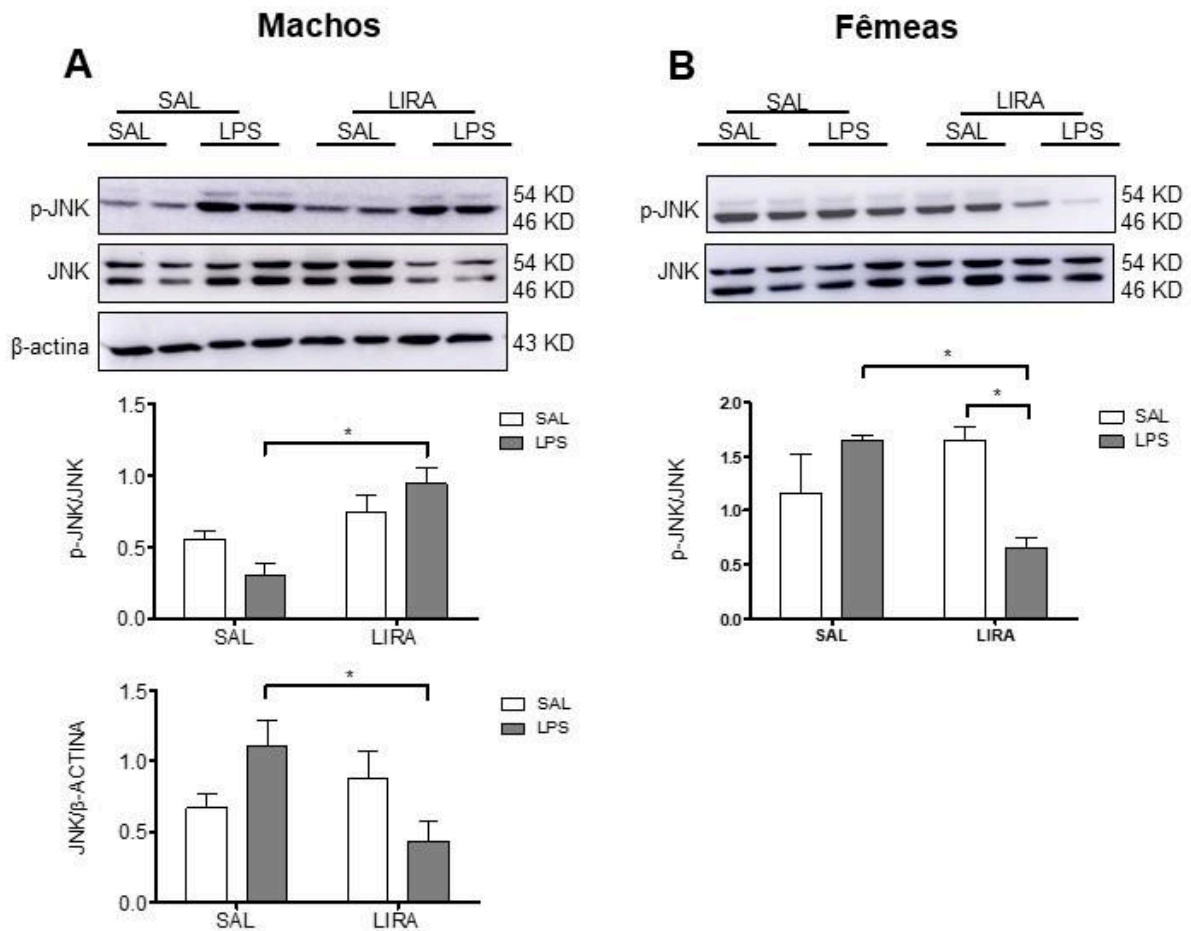 Machos
Fêmeas
A
B
SAL
LIRA
SAL
LPS
SAL
LPS
p-JNK
54 KD
46 KD
JNK
54 KD
46 KD
β-actina
43 KD
SAL
LIRA
SAL
LPS
SAL
LPS
p-JNK
54 KD
46 KD
JNK
54 KD
46 KD
p-JNK/JNK
1.5
1.0
0.5
0.0
*
SAL
LPS
SAL
LIRA
p-JNK/JNK
2.0
1.5
1.0
0.5
0.0
*
*
SAL
LPS
SAL
LIRA
JNK/β-ACTINA
1.5
1.0
0.5
0.0
*
SAL
LPS
SAL
LIRA